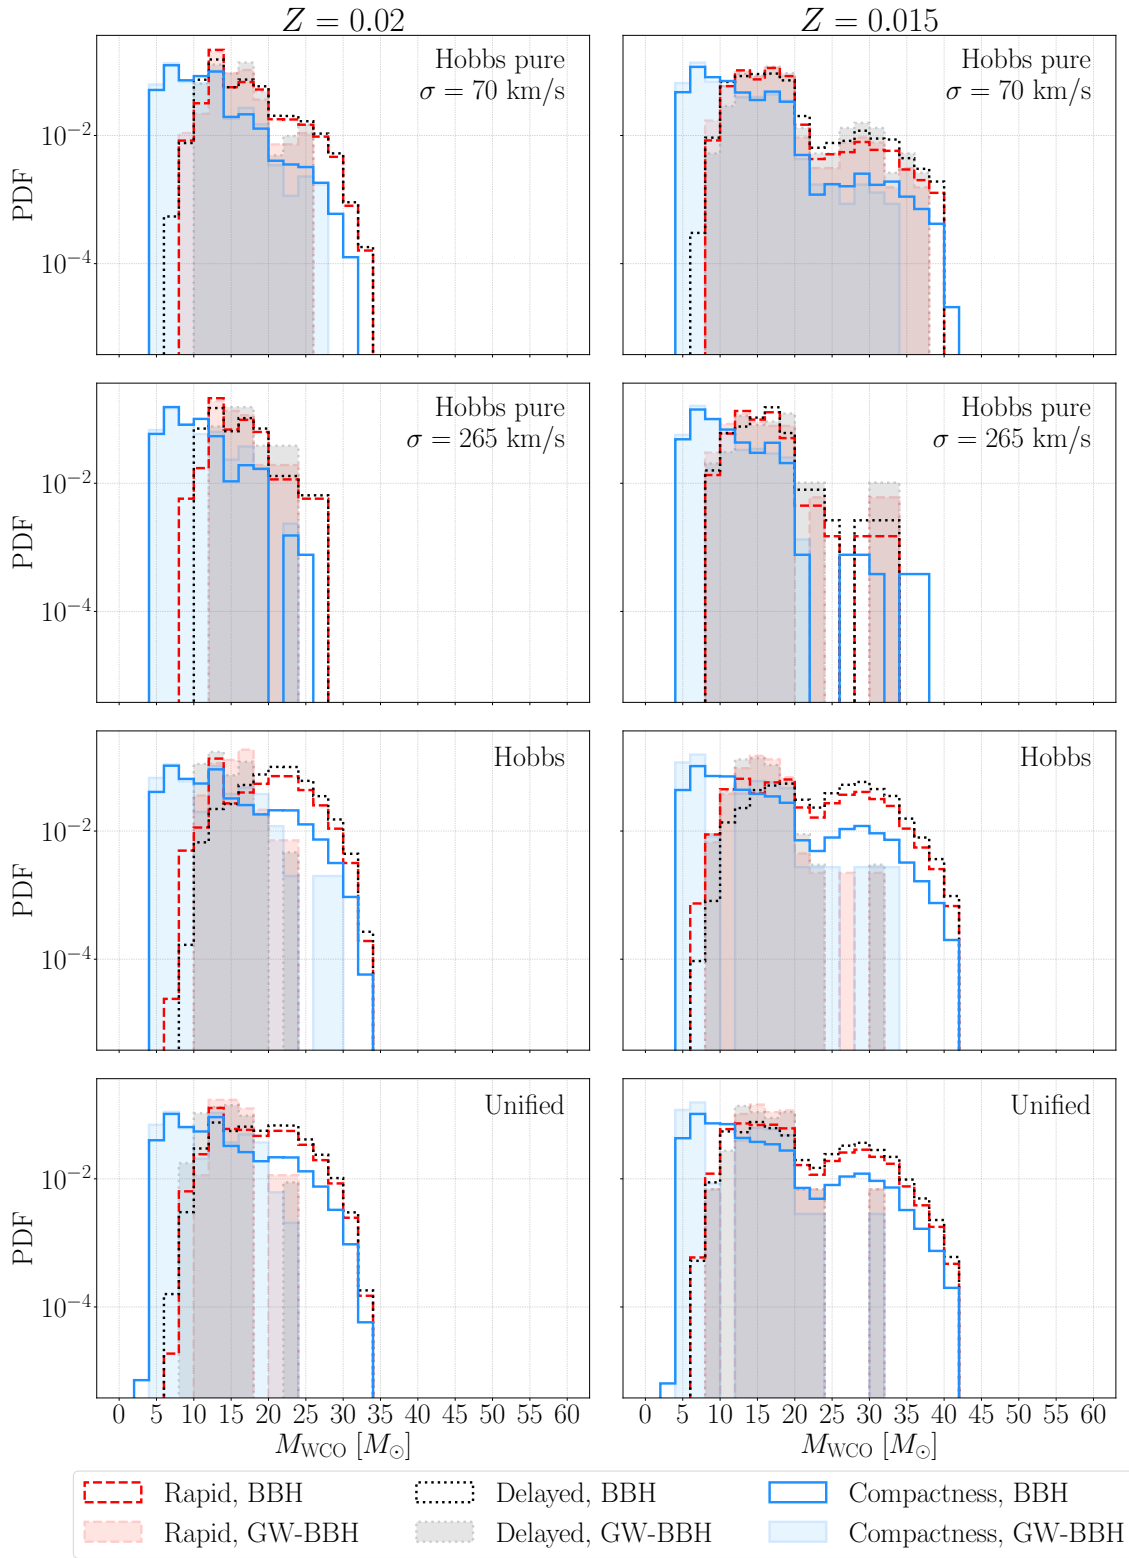 Z = 0.02
Z = 0.015
Hobbs pure
σ = 70 km/s
Hobbs pure
σ = 70 km/s
PDF
10⁻²
10⁻⁴
Hobbs pure
σ = 265 km/s
Hobbs pure
σ = 265 km/s
PDF
10⁻²
10⁻⁴
Hobbs
Hobbs
PDF
10⁻²
10⁻⁴
Unified
Unified
PDF
10⁻²
10⁻⁴
0 5 10 15 20 25 30 35 40 45 50 55 60
0 5 10 15 20 25 30 35 40 45 50 55 60
M_WCO [M_⊙]
M_WCO [M_⊙]
Rapid, BBH
Delayed, BBH
Compactness, BBH
Rapid, GW-BBH
Delayed, GW-BBH
Compactness, GW-BBH